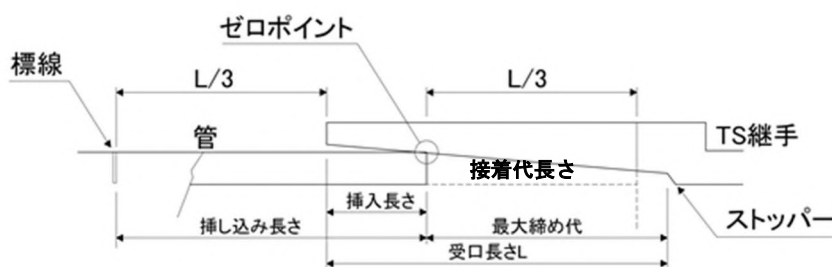 ゼロポイント
標線
L/3
L/3
管
TS継手
接着代長さ
挿入長さ
挿し込み長さ
最大締め代
ストッパー
受口長さL